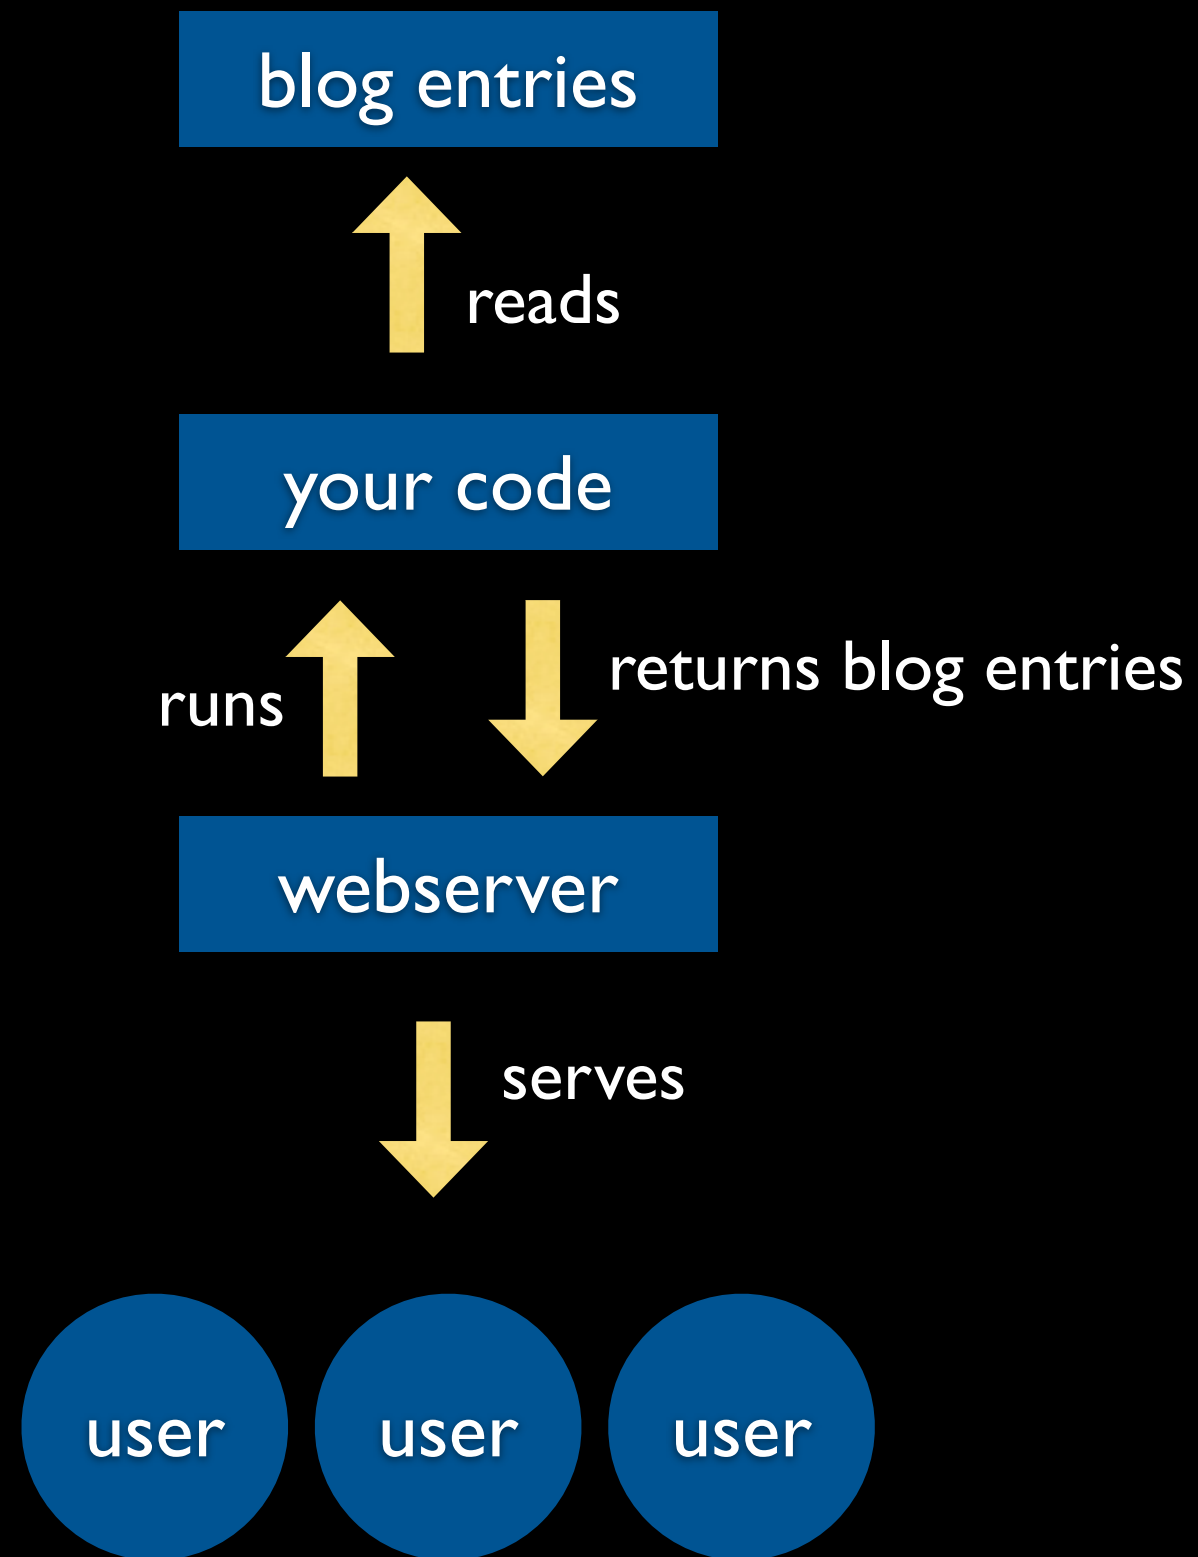 blog entries
reads
your code
returns blog entries
runs
webserver
serves
user user user